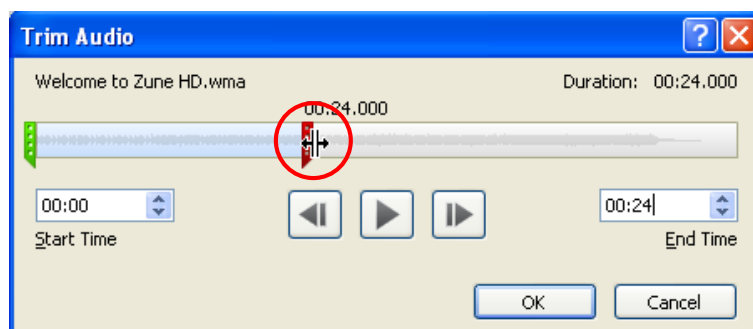 Trim Audio
Welcome to Zune HD.wma Duration: 00:24.000
00:24.000
00:00 00:24
Start Time End Time
OK Cancel